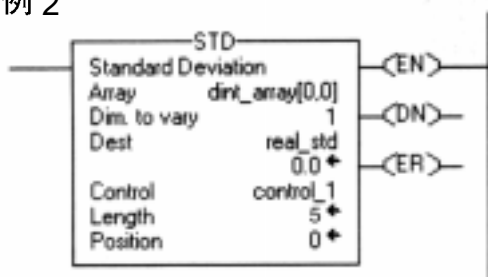 例 2
STD
Standard Deviation
Array dint_array[0,0]
Dim. to vary 1
Dest real_std
0.0
Control control_1
Length 5
Position 0
EN
DN
ER